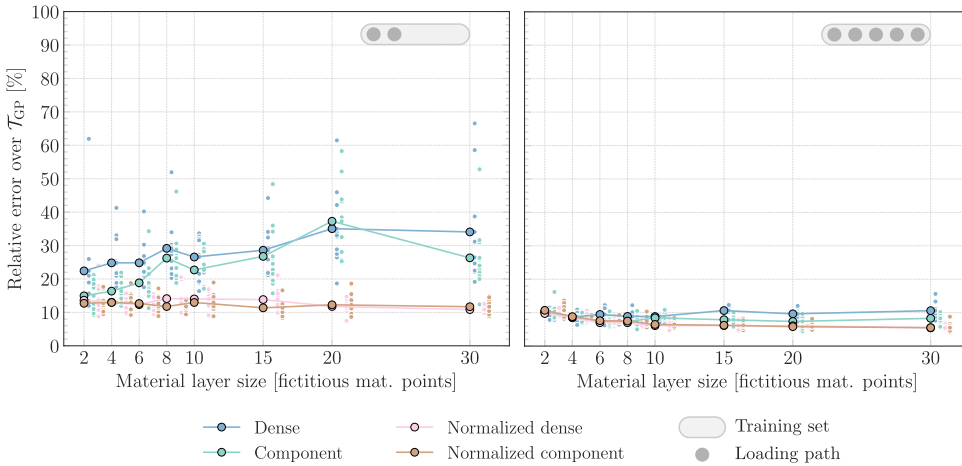 Relative error over 𝒯GP [%]
100
90
80
70
60
50
40
30
20
10
0
2 4 6 8 10 15 20 30
Material layer size [fictitious mat. points]
2 4 6 8 10 15 20 30
Material layer size [fictitious mat. points]
Dense
Component
Normalized dense
Normalized component
Training set
Loading path